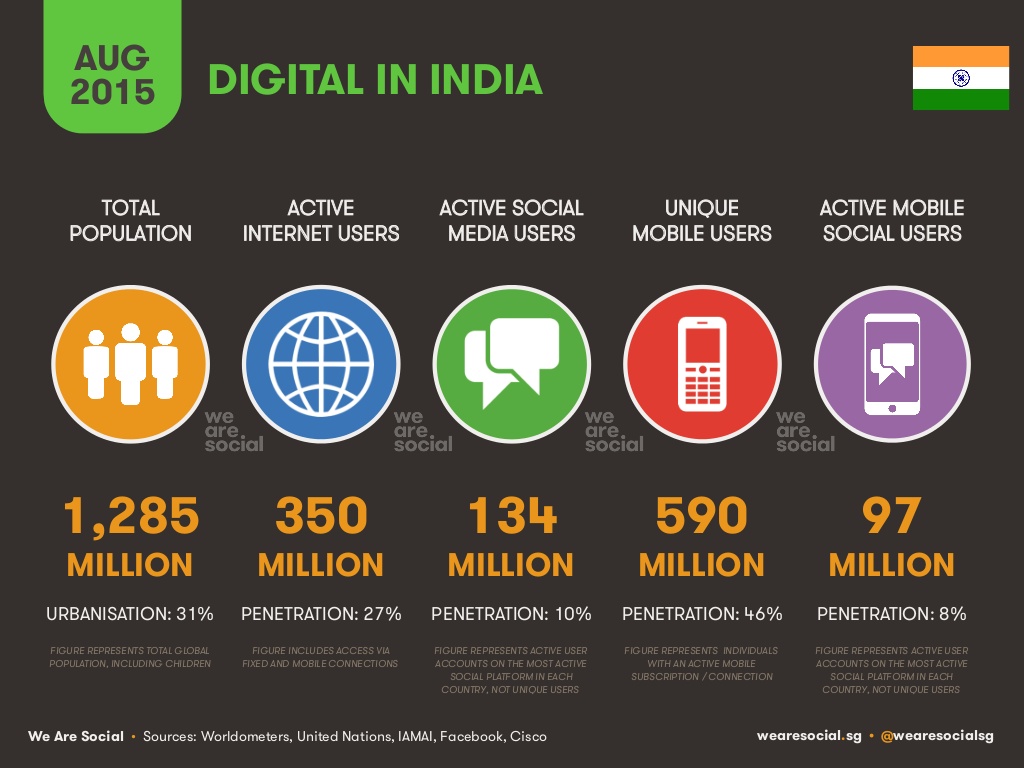 AUG
2015
DIGITAL IN INDIA
TOTAL
POPULATION
ACTIVE
INTERNET USERS
ACTIVE SOCIAL
MEDIA USERS
UNIQUE
MOBILE USERS
ACTIVE MOBILE
SOCIAL USERS
we
are
social
we
are
social
we
are
social
we
are
social
1,285
MILLION
350
MILLION
134
MILLION
590
MILLION
97
MILLION
URBANISATION: 31%
PENETRATION: 27%
PENETRATION: 10%
PENETRATION: 46%
PENETRATION: 8%
FIGURE REPRESENTS TOTAL GLOBAL
POPULATION, INCLUDING CHILDREN
FIGURE INCLUDES ACCESS VIA
FIXED AND MOBILE CONNECTIONS
FIGURE REPRESENTS ACTIVE USER
ACCOUNTS ON THE MOST ACTIVE
SOCIAL PLATFORM IN EACH
COUNTRY, NOT UNIQUE USERS
FIGURE REPRESENTS INDIVIDUALS
WITH AN ACTIVE MOBILE
SUBSCRIPTION / CONNECTION
FIGURE REPRESENTS ACTIVE USER
ACCOUNTS ON THE MOST ACTIVE
SOCIAL PLATFORM IN EACH
COUNTRY, NOT UNIQUE USERS
We Are Social • Sources: Worldometers, United Nations, IAMAI, Facebook, Cisco
wearesocial.sg • @wearesocialsg